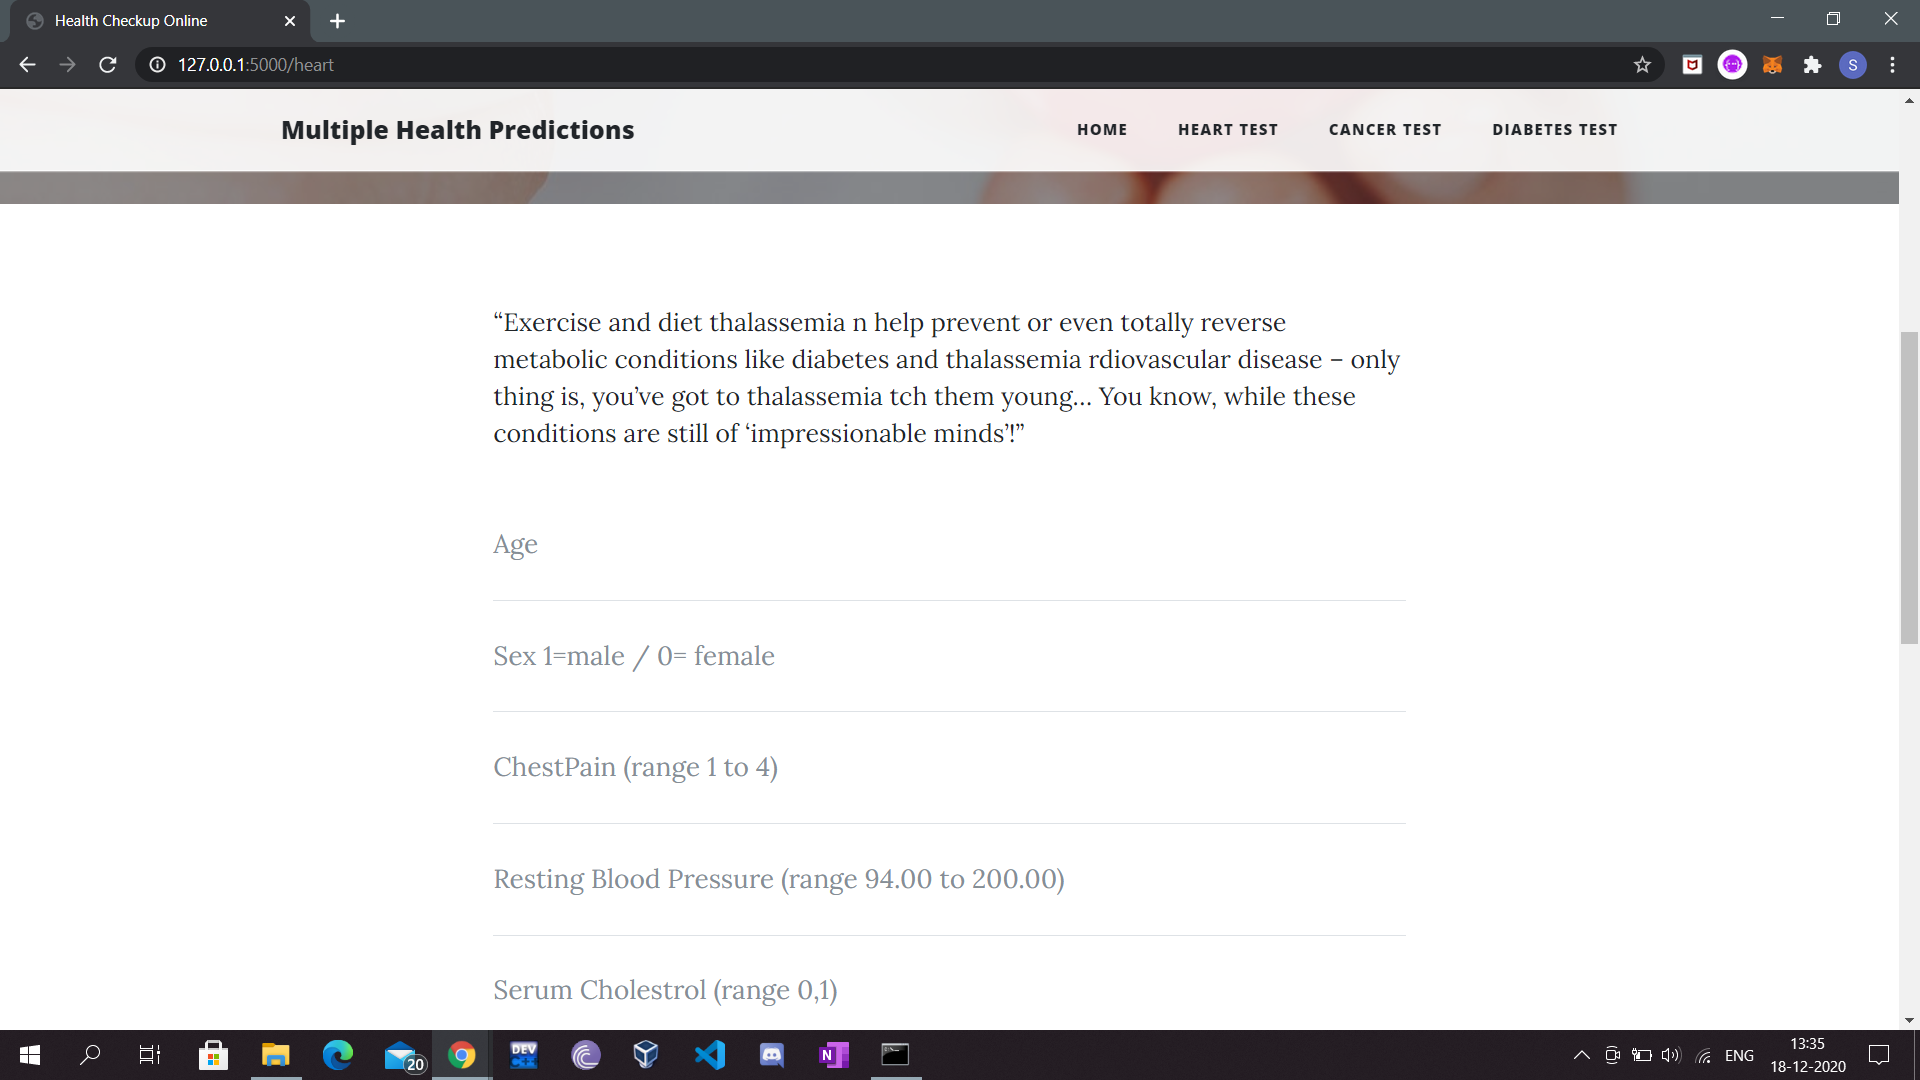 Health Checkup Online
127.0.0.1:5000/heart
S
Multiple Health Predictions
HOME
HEART TEST
CANCER TEST
DIABETES TEST
“Exercise and diet thalassemia n help prevent or even totally reverse
metabolic conditions like diabetes and thalassemia rdiovascular disease – only
thing is, you’ve got to thalassemia tch them young… You know, while these
conditions are still of ‘impressionable minds’!”
Age
Sex 1=male / 0= female
ChestPain (range 1 to 4)
Resting Blood Pressure (range 94.00 to 200.00)
Serum Cholestrol (range 0,1)
20
DEV
C++
N
ENG
13:35
18-12-2020